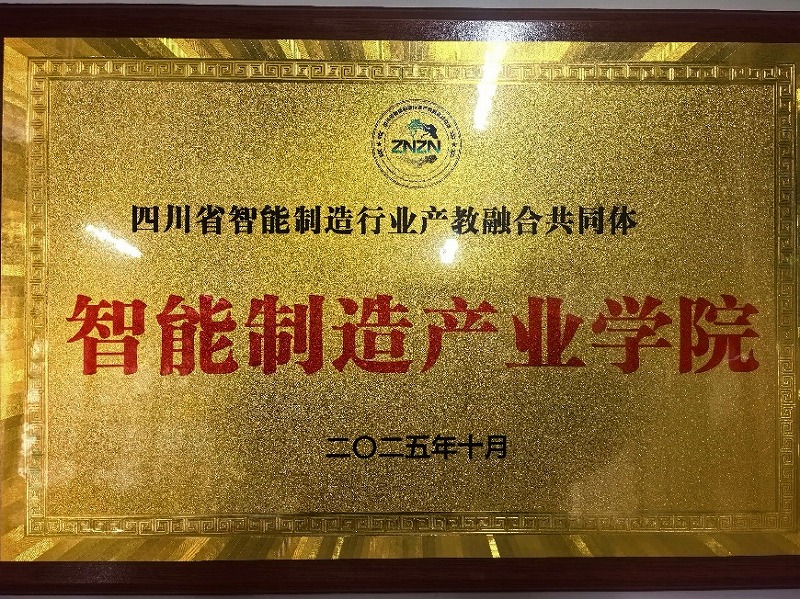 ZNZN
四川省智能制造行业产教融合共同体
智能制造产业学院
二〇二五年十月